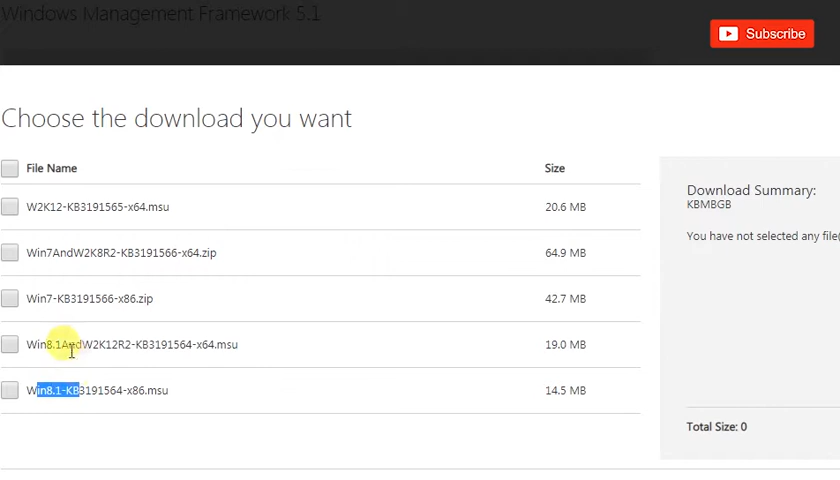 Windows Management Framework 5.1
Subscribe
Choose the download you want
File Name Size
W2K12-KB3191565-x64.msu 20.6 MB
Win7AndW2K8R2-KB3191566-x64.zip 64.9 MB
Win7-KB3191566-x86.zip 42.7 MB
Win8.1AndW2K12R2-KB3191564-x64.msu 19.0 MB
Win8.1-KB3191564-x86.msu 14.5 MB
Download Summary:
KBMBGB
You have not selected any file(
Total Size: 0